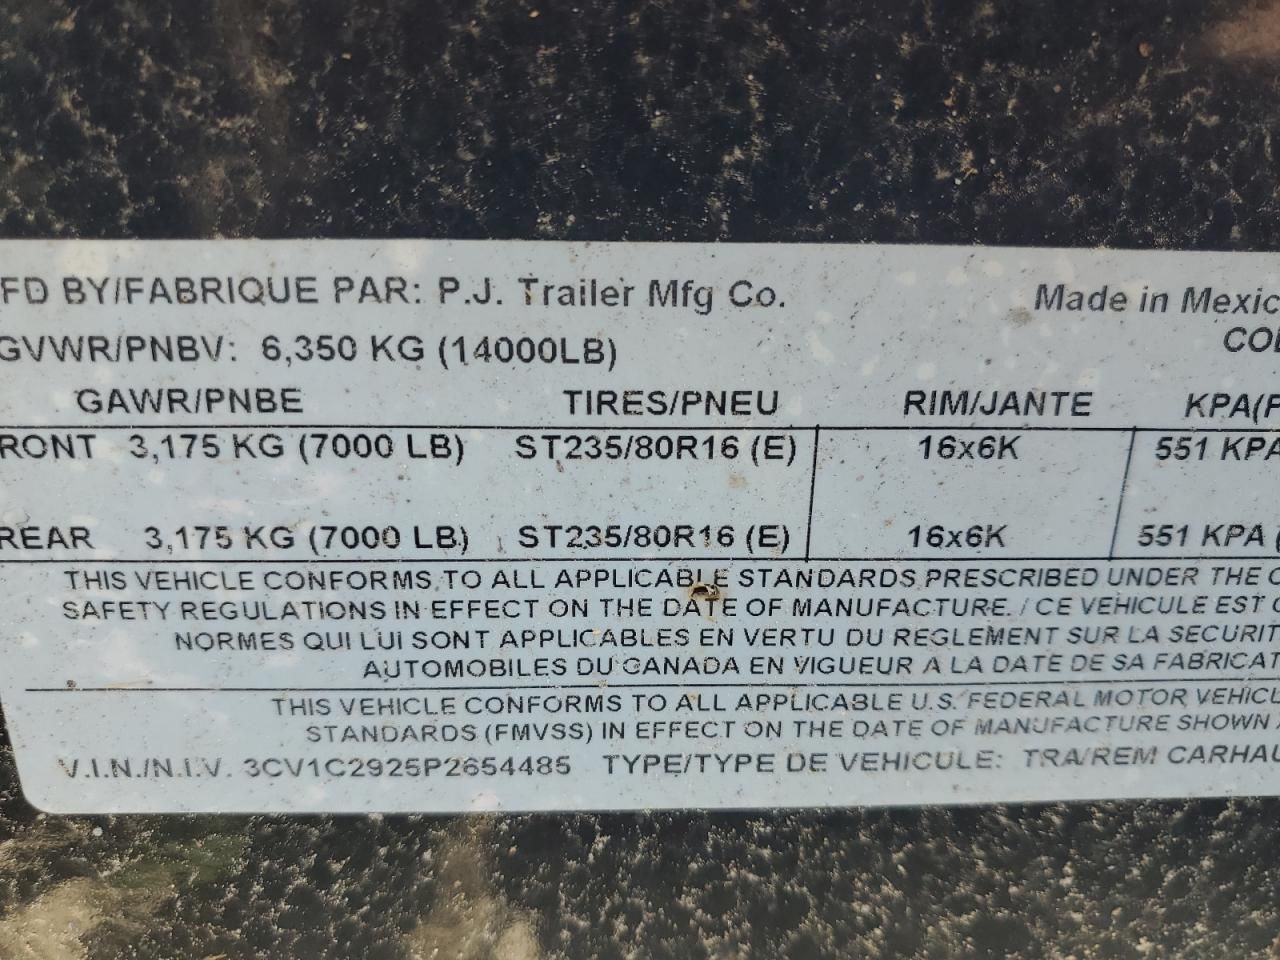 FD BY/FABRIQUE PAR: P.J. Trailer Mfg Co. Made in Mexic
GVWR/PNBV: 6,350 KG (14000LB) COL
GAWR/PNBE TIRES/PNEU RIM/JANTE KPA(P
RONT 3,175 KG (7000 LB) ST235/80R16 (E) 16x6K 551 KPA
REAR 3,175 KG (7000 LB) ST235/80R16 (E) 16x6K 551 KPA (
THIS VEHICLE CONFORMS TO ALL APPLICABLE STANDARDS PRESCRIBED UNDER THE C
SAFETY REGULATIONS IN EFFECT ON THE DATE OF MANUFACTURE. / CE VEHICULE EST C
NORMES QUI LUI SONT APPLICABLES EN VERTU DU REGLEMENT SUR LA SECURIT
AUTOMOBILES DU CANADA EN VIGUEUR A LA DATE DE SA FABRICAT
THIS VEHICLE CONFORMS TO ALL APPLICABLE U.S. FEDERAL MOTOR VEHICL
STANDARDS (FMVSS) IN EFFECT ON THE DATE OF MANUFACTURE SHOWN A
V.I.N./N.I.V. 3CV1C2925P2654485 TYPE/TYPE DE VEHICULE: TRA/REM CARHAU